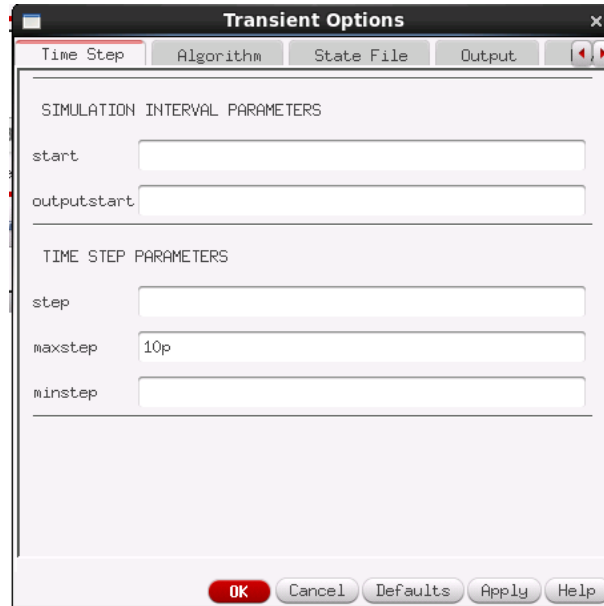 Transient Options
Time Step Algorithm State File Output
SIMULATION INTERVAL PARAMETERS
start
outputstart
TIME STEP PARAMETERS
step
maxstep 10p
minstep
OK Cancel Defaults Apply Help